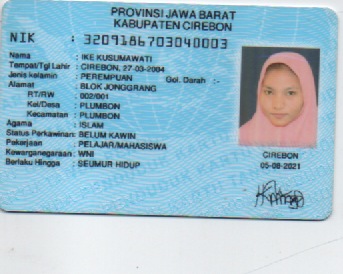 PROVINSI JAWA BARAT
KABUPATEN CIREBON
NIK : 3209186703040003
Nama : IKE KUSUMAWATI
Tempat/Tgl Lahir : CIREBON, 27-03-2004
Jenis kelamin : PEREMPUAN Gol. Darah :-
Alamat : BLOK JONGGRANG
RT/RW : 002/001
Kel/Desa : PLUMBON
Kecamatan : PLUMBON
Agama : ISLAM
Status Perkawinan: BELUM KAWIN
Pekerjaan : PELAJAR/MAHASISWA
Kewarganegaraan: WNI
Berlaku Hingga : SEUMUR HIDUP
CIREBON
05-08-2021